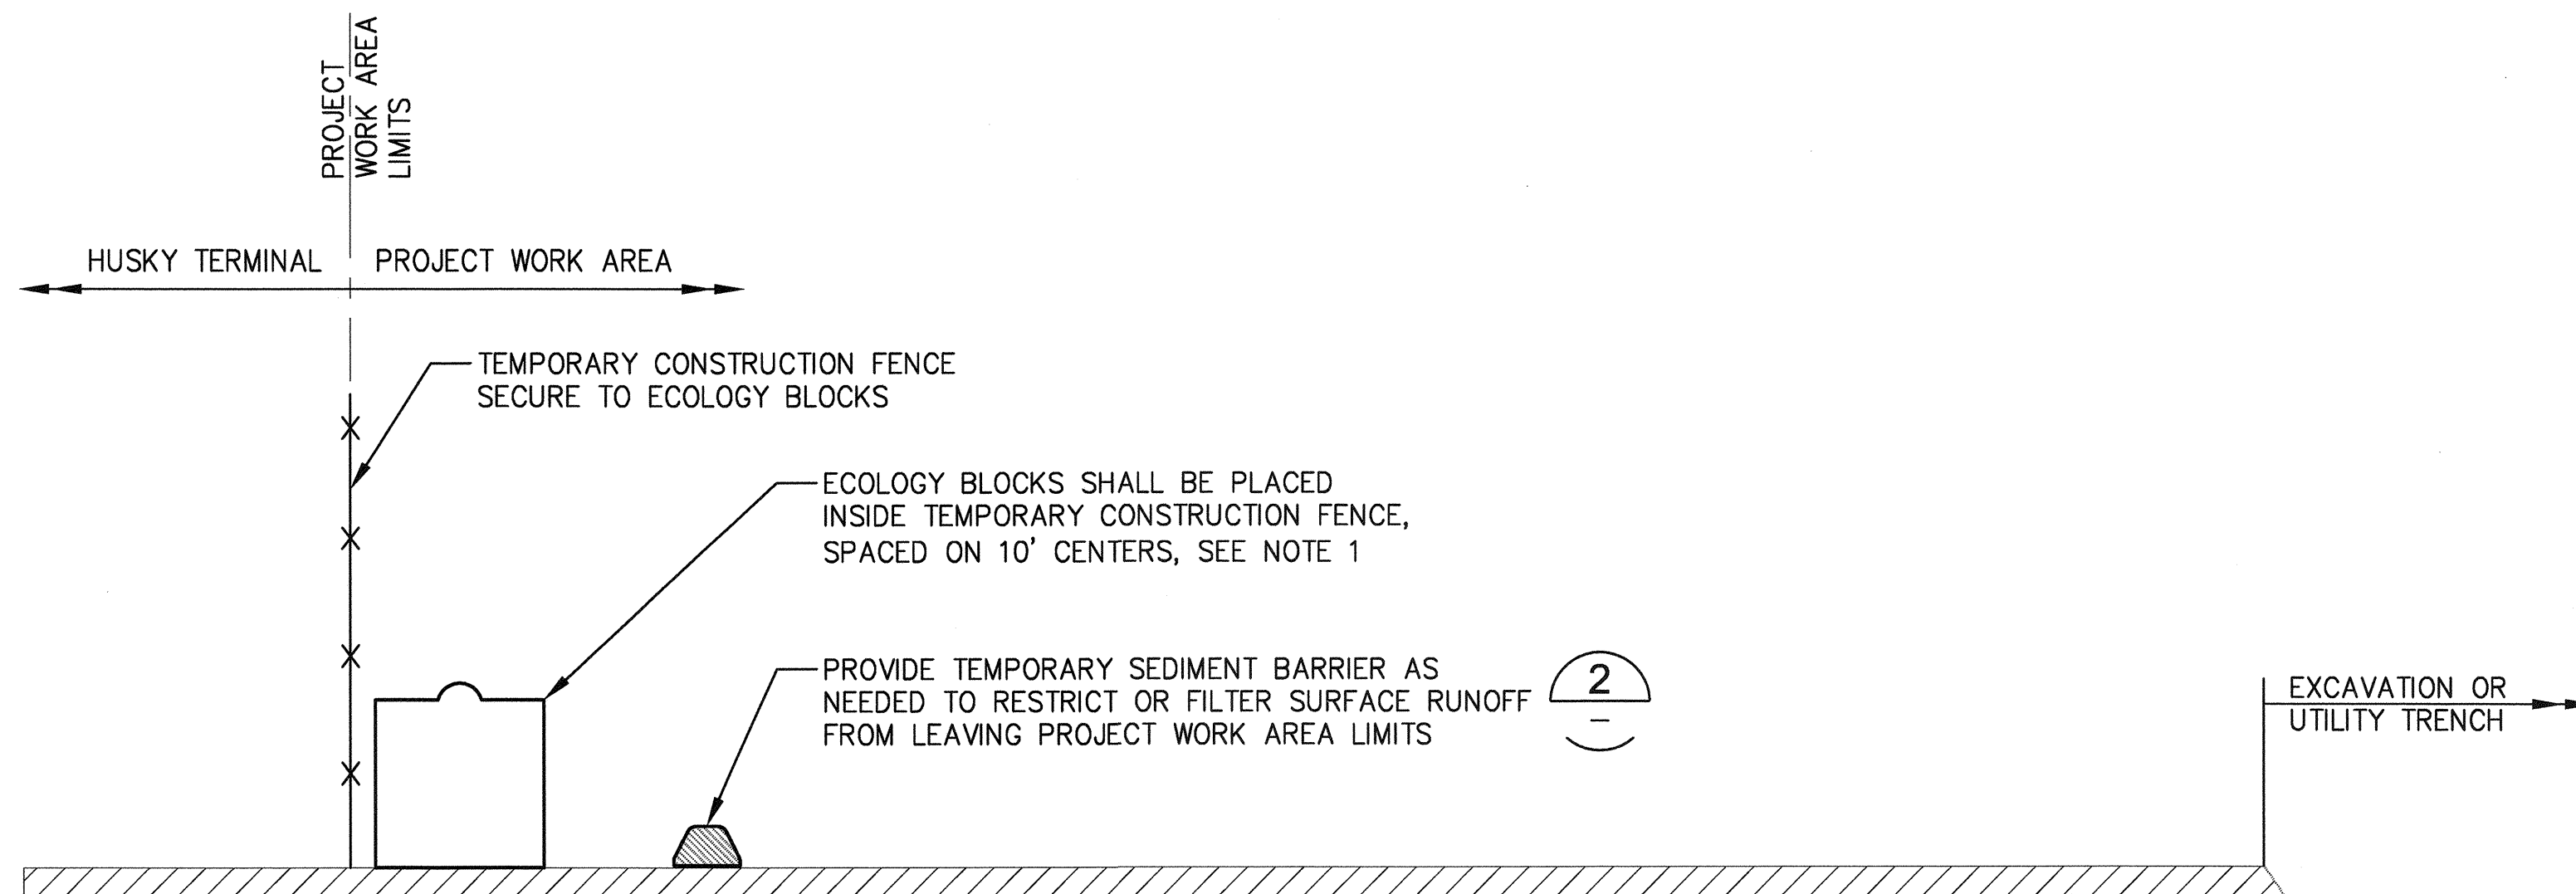 PROJECT
WORK AREA
LIMITS
HUSKY TERMINAL
PROJECT WORK AREA
TEMPORARY CONSTRUCTION FENCE
SECURE TO ECOLOGY BLOCKS
ECOLOGY BLOCKS SHALL BE PLACED
INSIDE TEMPORARY CONSTRUCTION FENCE,
SPACED ON 10' CENTERS, SEE NOTE 1
PROVIDE TEMPORARY SEDIMENT BARRIER AS
NEEDED TO RESTRICT OR FILTER SURFACE RUNOFF
FROM LEAVING PROJECT WORK AREA LIMITS
2
–
EXCAVATION OR
UTILITY TRENCH